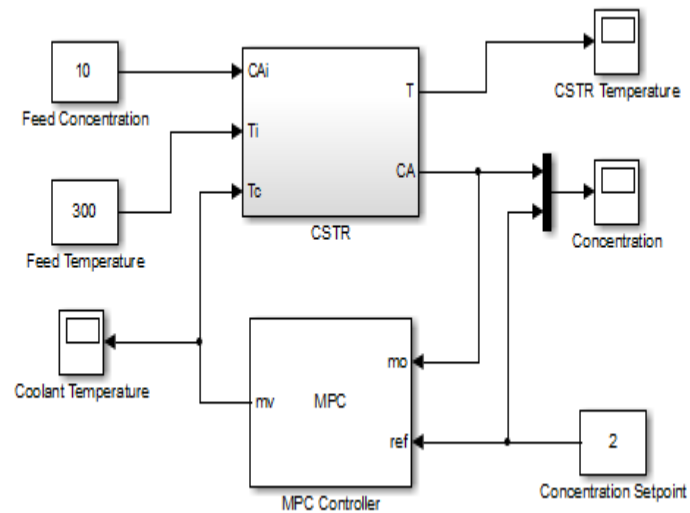 10
Feed Concentration
300
Feed Temperature
CAi
Ti
Tc
T
CA
CSTR
CSTR Temperature
Concentration
Coolant Temperature
mv
MPC
mo
ref
MPC Controller
2
Concentration Setpoint